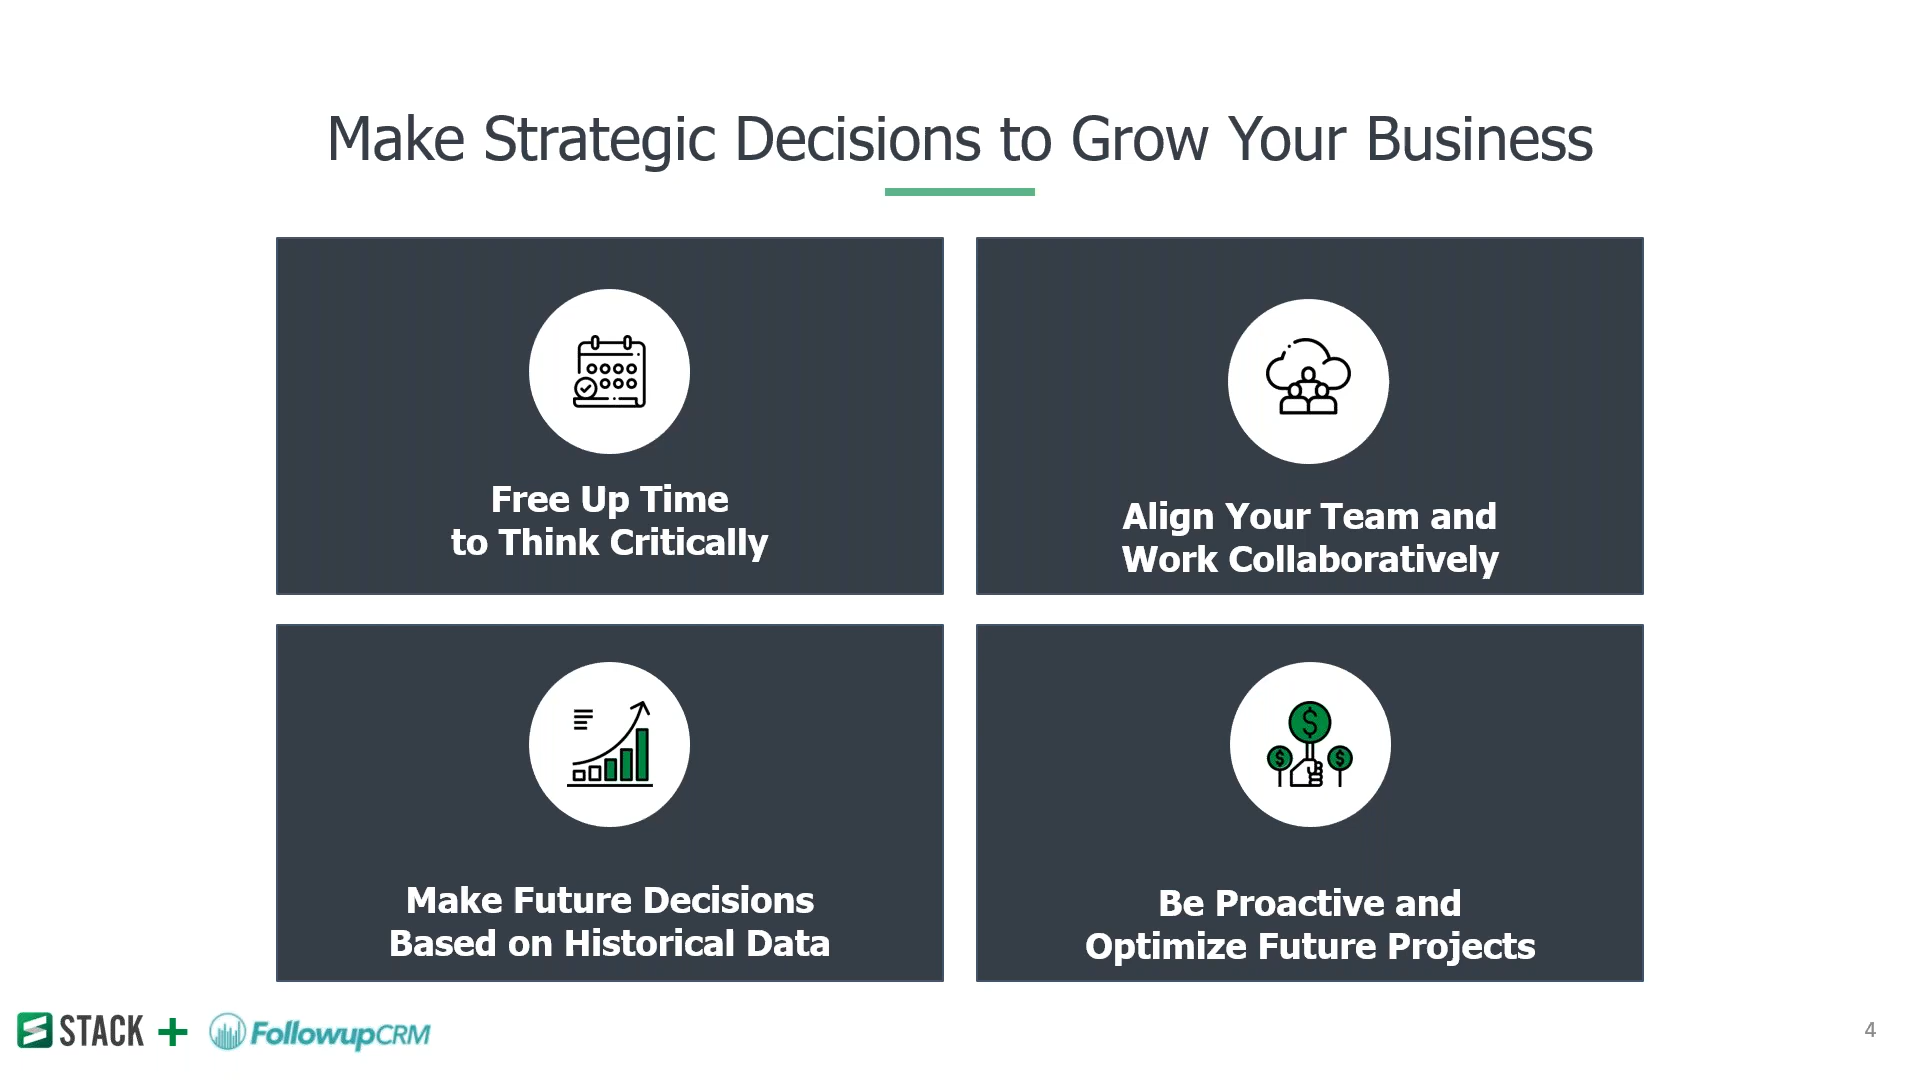 Make Strategic Decisions to Grow Your Business
Free Up Time
to Think Critically
Align Your Team and
Work Collaboratively
$
$ $
Make Future Decisions
Based on Historical Data
Be Proactive and
Optimize Future Projects
STACK + FollowupCRM
4